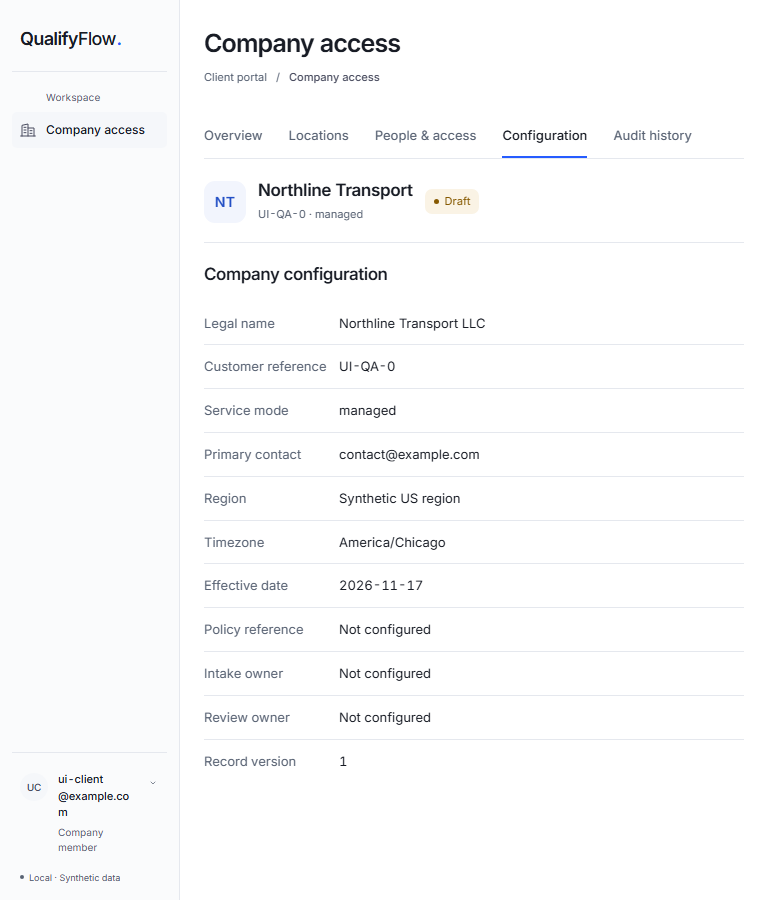 QualifyFlow.
Workspace
Company access
ui-client
@example.co
m
UC
Company
member
Local · Synthetic data
Company access
Client portal / Company access
Overview Locations People & access Configuration Audit history
NT
Northline Transport
UI-QA-0 · managed
Draft
Company configuration
Legal name Northline Transport LLC
Customer reference UI-QA-0
Service mode managed
Primary contact contact@example.com
Region Synthetic US region
Timezone America/Chicago
Effective date 2026-11-17
Policy reference Not configured
Intake owner Not configured
Review owner Not configured
Record version 1